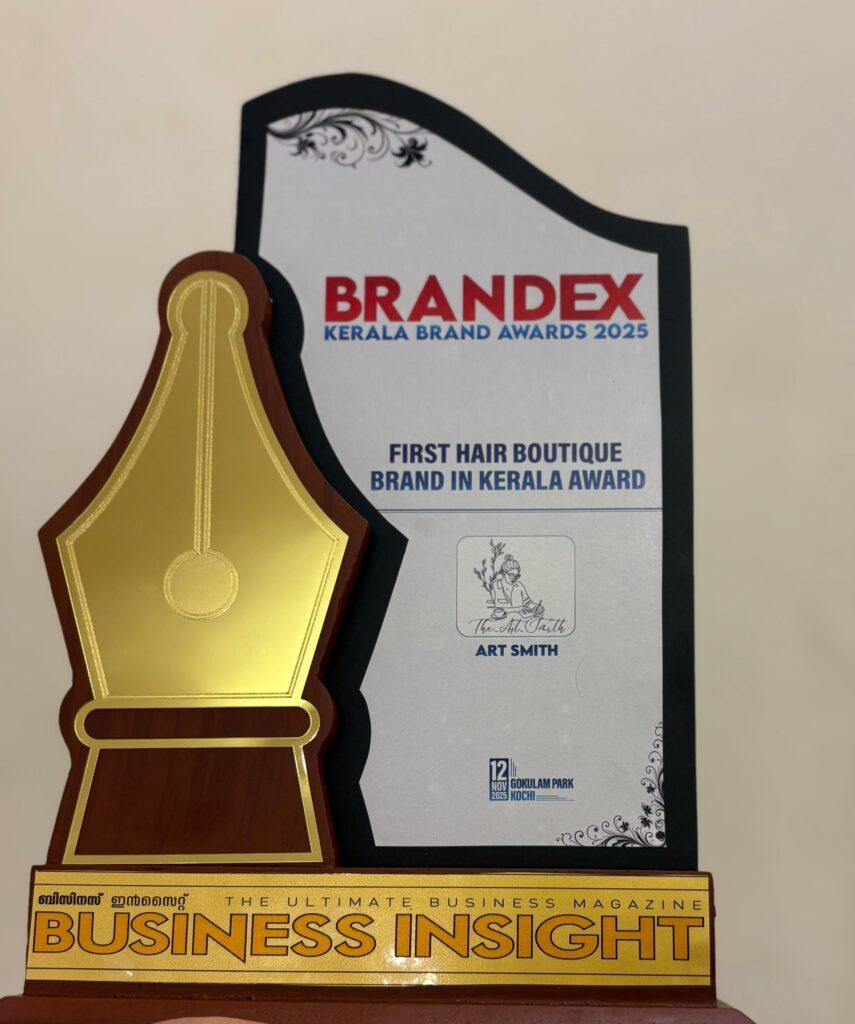 BRANDEX
KERALA BRAND AWARDS 2025
FIRST HAIR BOUTIQUE
BRAND IN KERALA AWARD
The Art Smith
ART SMITH
12
NOV
2025
GOKULAM PARK
KOCHI
ബിസിനസ് ഇൻസൈറ്റ്
THE ULTIMATE BUSINESS MAGAZINE
BUSINESS INSIGHT